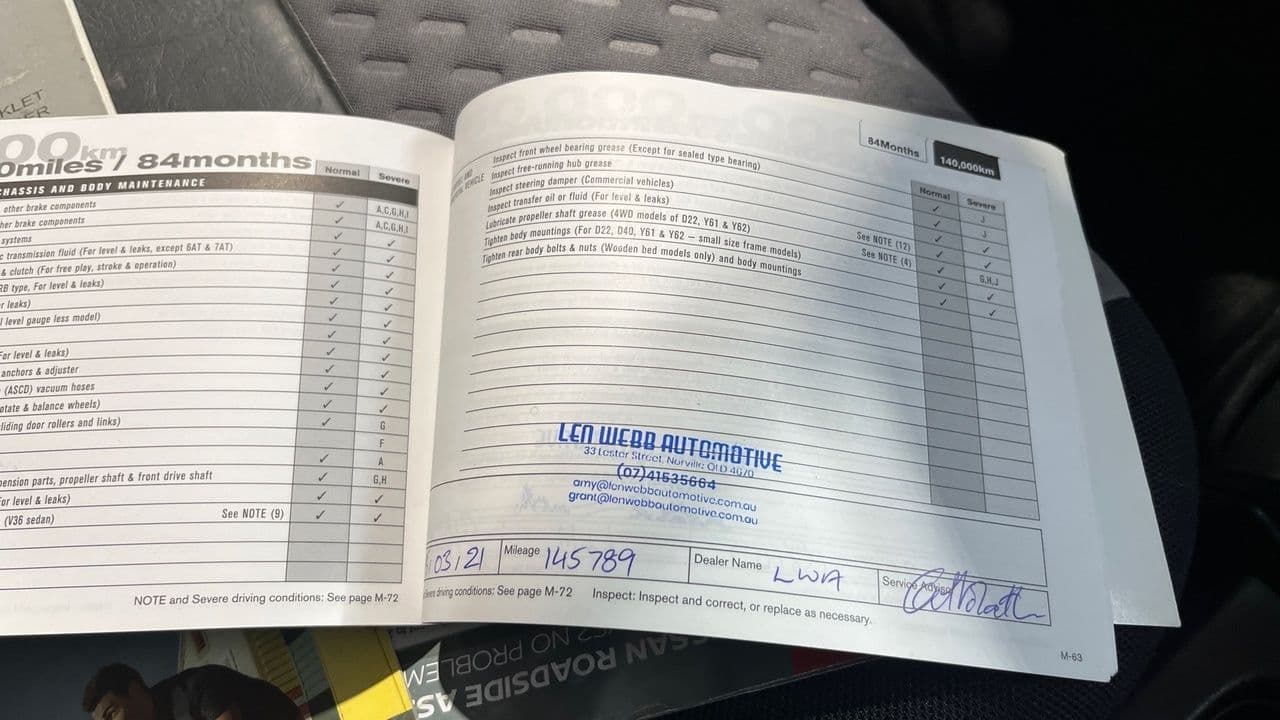 KLET
ER
00km
0miles / 84months
Normal
Severe
CHASSIS AND BODY MAINTENANCE
other brake components
A,C,G,H,I
her brake components
A,C,G,H,I
systems
c transmission fluid (For level & leaks, except 6AT & 7AT)
& clutch (For free play, stroke & operation)
RB type, For level & leaks)
r leaks)
l level gauge less model)
For level & leaks)
anchors & adjuster
(ASCD) vacuum hoses
otate & balance wheels)
liding door rollers and links)
G
F
A
pension parts, propeller shaft & front drive shaft
G,H
For level & leaks)
(V36 sedan)
See NOTE (9)
NOTE and Severe driving conditions: See page M-72
84Months
140,000km
Normal
Severe
AND
VEHICLE
Inspect front wheel bearing grease (Except for sealed type bearing)
J
Inspect free-running hub grease
J
Inspect steering damper (Commercial vehicles)
Inspect transfer oil or fluid (For level & leaks)
Lubricate propeller shaft grease (4WD models of D22, Y61 & Y62)
See NOTE (12)
G,H,J
Tighten body mountings (For D22, D40, Y61 & Y62 – small size frame models)
See NOTE (4)
Tighten rear body bolts & nuts (Wooden bed models only) and body mountings
LEN WEBB AUTOMOTIVE
33 Lester Street, Norville QLD 4670
(07)41535664
amy@lenwebbautomotive.com.au
grant@lenwebbautomotive.com.au
03/21
Mileage 145789
Dealer Name LWA
Service Advisor
driving conditions: See page M-72
Inspect: Inspect and correct, or replace as necessary.
M-63
SSAN ROADSIDE AS
NO PROBLEM